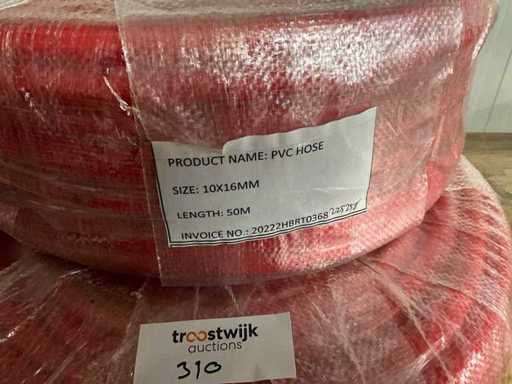 PRODUCT NAME: PVC HOSE
SIZE: 10X16MM
LENGTH: 50M
INVOICE NO.: 20222HBRT0368
troostwijk
auctions
310